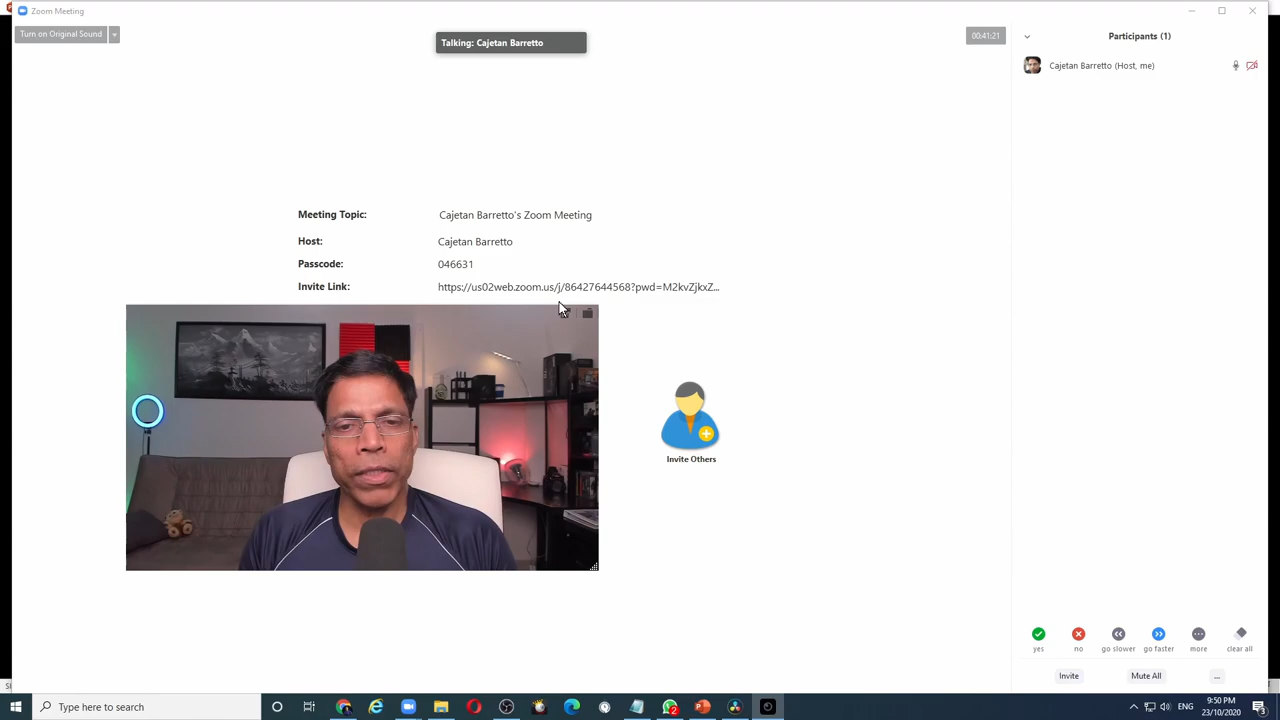 Zoom Meeting
Turn on Original Sound
Talking: Cajetan Barretto
00:41:21
Participants (1)
Cajetan Barretto (Host, me)
Meeting Topic: Cajetan Barretto's Zoom Meeting
Host: Cajetan Barretto
Passcode: 046631
Invite Link: https://us02web.zoom.us/j/86427644568?pwd=M2kvZjkxZ...
Invite Others
yes no go slower go faster more clear all
Invite Mute All ...
Type here to search
2
ENG
9:50 PM
23/10/2020
3